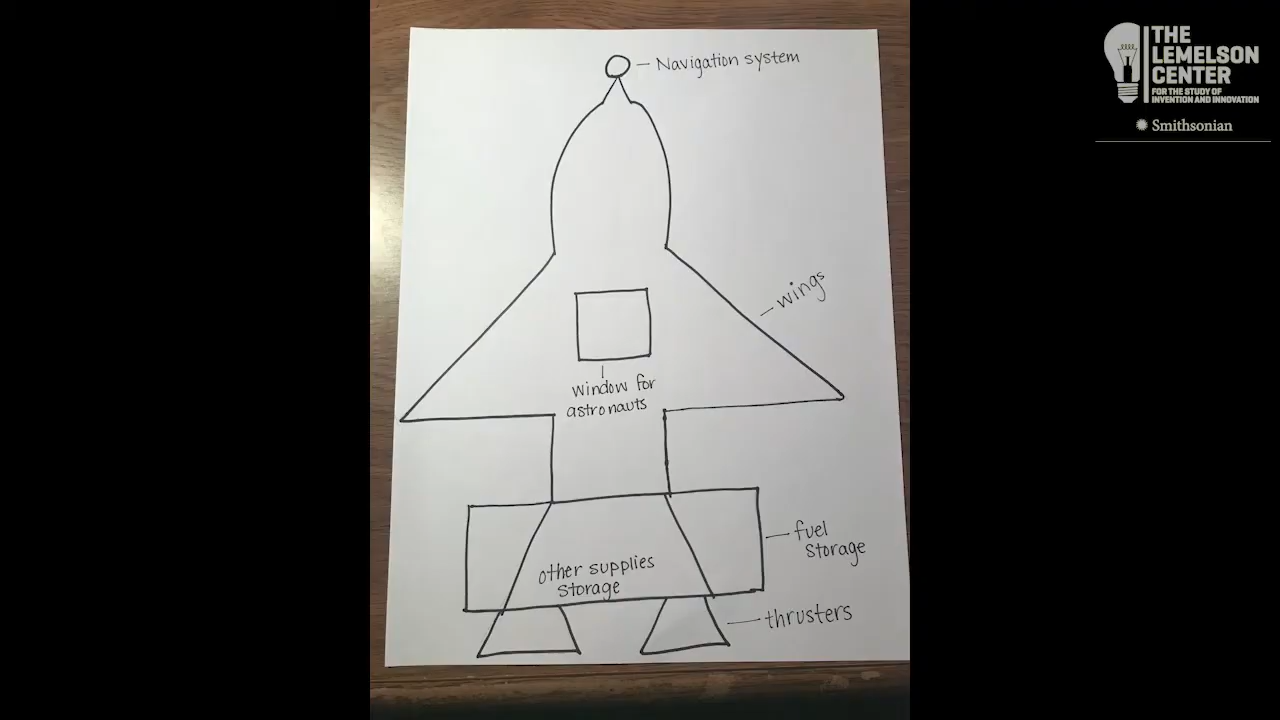 Navigation system
wings
window for
astronauts
fuel
storage
other supplies
storage
thrusters
THE
LEMELSON
CENTER
FOR THE STUDY OF
INVENTION AND INNOVATION
Smithsonian